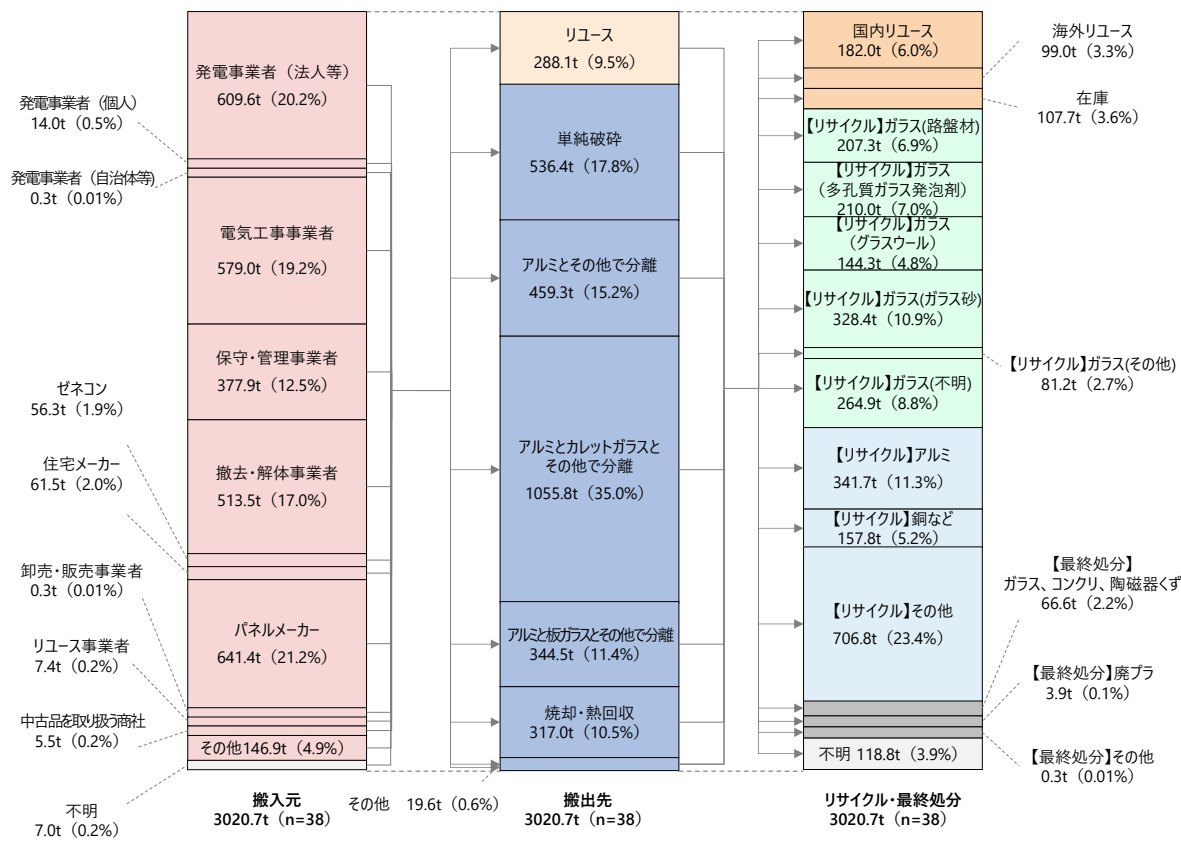 発電事業者（法人等）
609.6t（20.2%）
発電事業者（個人）
14.0t（0.5%）
発電事業者（自治体等）
0.3t（0.01%）
電気工事事業者
579.0t（19.2%）
保守・管理事業者
377.9t（12.5%）
ゼネコン
56.3t（1.9%）
住宅メーカー
61.5t（2.0%）
撤去・解体事業者
513.5t（17.0%）
卸売・販売事業者
0.3t（0.01%）
パネルメーカー
641.4t（21.2%）
リユース事業者
7.4t（0.2%）
中古品を取り扱う商社
5.5t（0.2%）
その他146.9t（4.9%）
不明
7.0t（0.2%）
搬入元
3020.7t（n=38）
リユース
288.1t（9.5%）
単純破砕
536.4t（17.8%）
アルミとその他で分離
459.3t（15.2%）
アルミとカレットガラスと
その他で分離
1055.8t（35.0%）
アルミと板ガラスとその他で分離
344.5t（11.4%）
焼却・熱回収
317.0t（10.5%）
その他　19.6t（0.6%）
搬出先
3020.7t（n=38）
国内リユース
182.0t（6.0%）
海外リユース
99.0t（3.3%）
在庫
107.7t（3.6%）
【リサイクル】ガラス(路盤材)
207.3t（6.9%）
【リサイクル】ガラス
（多孔質ガラス発泡剤）
210.0t（7.0%）
【リサイクル】ガラス
（グラスウール）
144.3t（4.8%）
【リサイクル】ガラス(ガラス砂)
328.4t（10.9%）
【リサイクル】ガラス(その他)
81.2t（2.7%）
【リサイクル】ガラス(不明)
264.9t（8.8%）
【リサイクル】アルミ
341.7t（11.3%）
【リサイクル】銅など
157.8t（5.2%）
【リサイクル】その他
706.8t（23.4%）
【最終処分】
ガラス、コンクリ、陶磁器くず
66.6t（2.2%）
【最終処分】廃プラ
3.9t（0.1%）
【最終処分】その他
0.3t（0.01%）
不明 118.8t（3.9%）
リサイクル・最終処分
3020.7t（n=38）